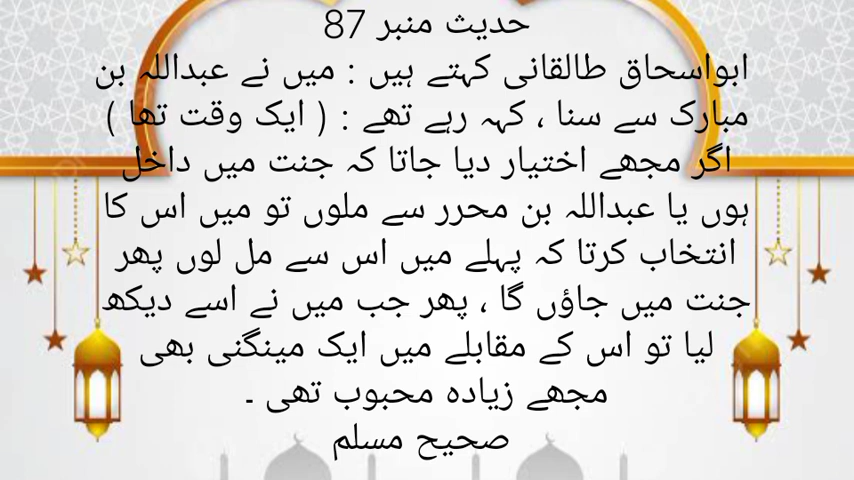 حدیث منبر 87
ابواسحاق طالقانی کہتے ہیں : میں نے عبداللہ بن
مبارک سے سنا ، کہہ رہے تھے : ( ایک وقت تھا )
اگر مجھے اختیار دیا جاتا کہ جنت میں داخل
ہوں یا عبداللہ بن محرر سے ملوں تو میں اس کا
انتخاب کرتا کہ پہلے میں اس سے مل لوں پھر
جنت میں جاؤں گا ، پھر جب میں نے اسے دیکھ
لیا تو اس کے مقابلے میں ایک مینگنی بھی
مجھے زیادہ محبوب تھی ۔
صحیح مسلم